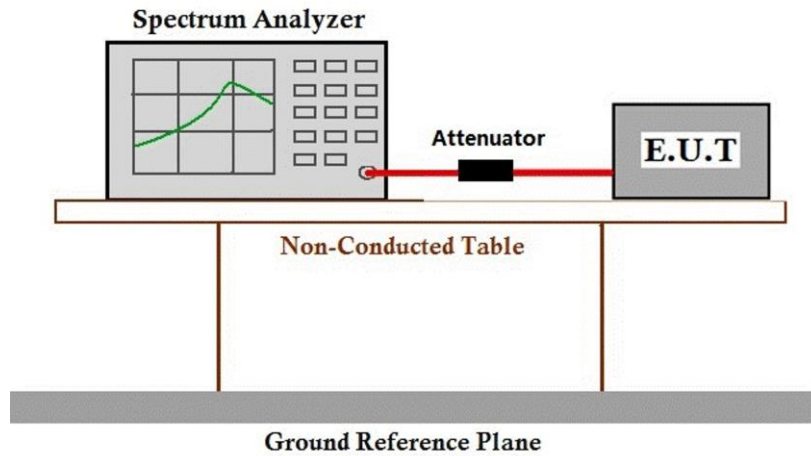 Spectrum Analyzer
Attenuator
E.U.T
Non-Conducted Table
Ground Reference Plane